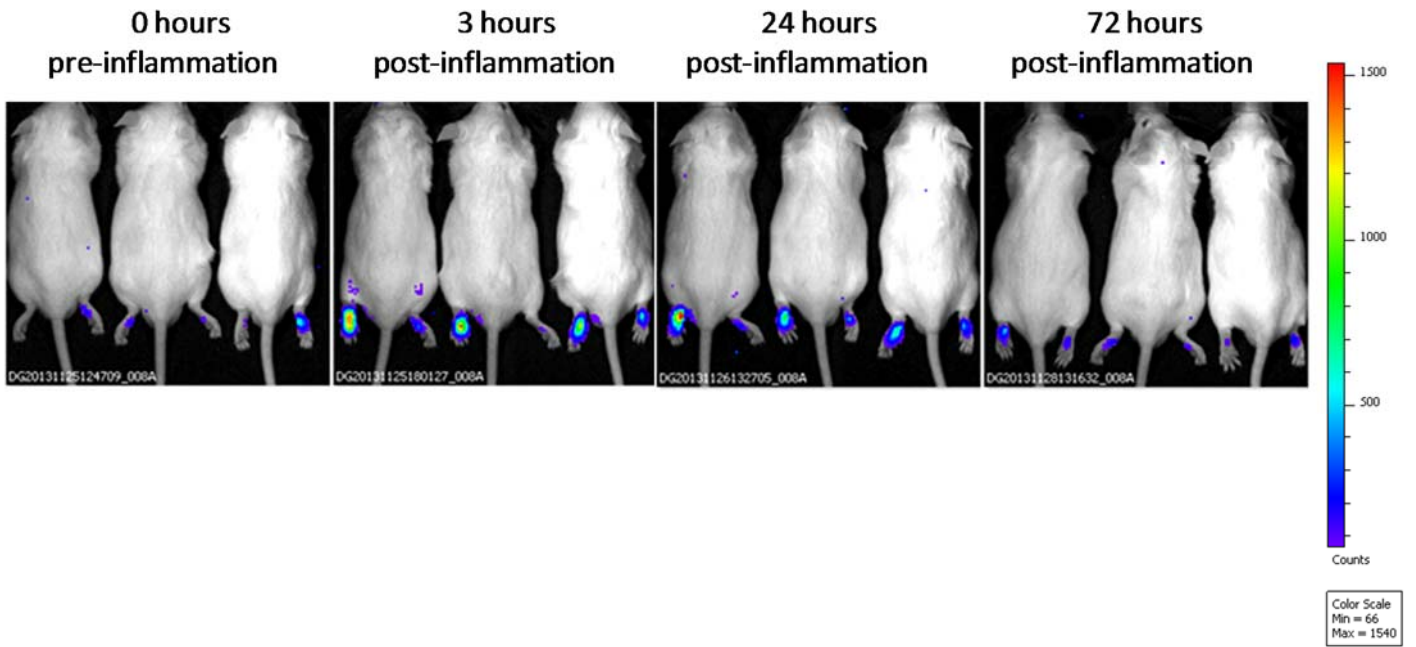 0 hours
pre-inflammation
3 hours
post-inflammation
24 hours
post-inflammation
72 hours
post-inflammation
DG20131125124709_008A
DG20131125180127_008A
DG20131126132705_008A
DG20131128131632_008A
1500
1000
500
Counts
Color Scale
Min = 66
Max = 1540